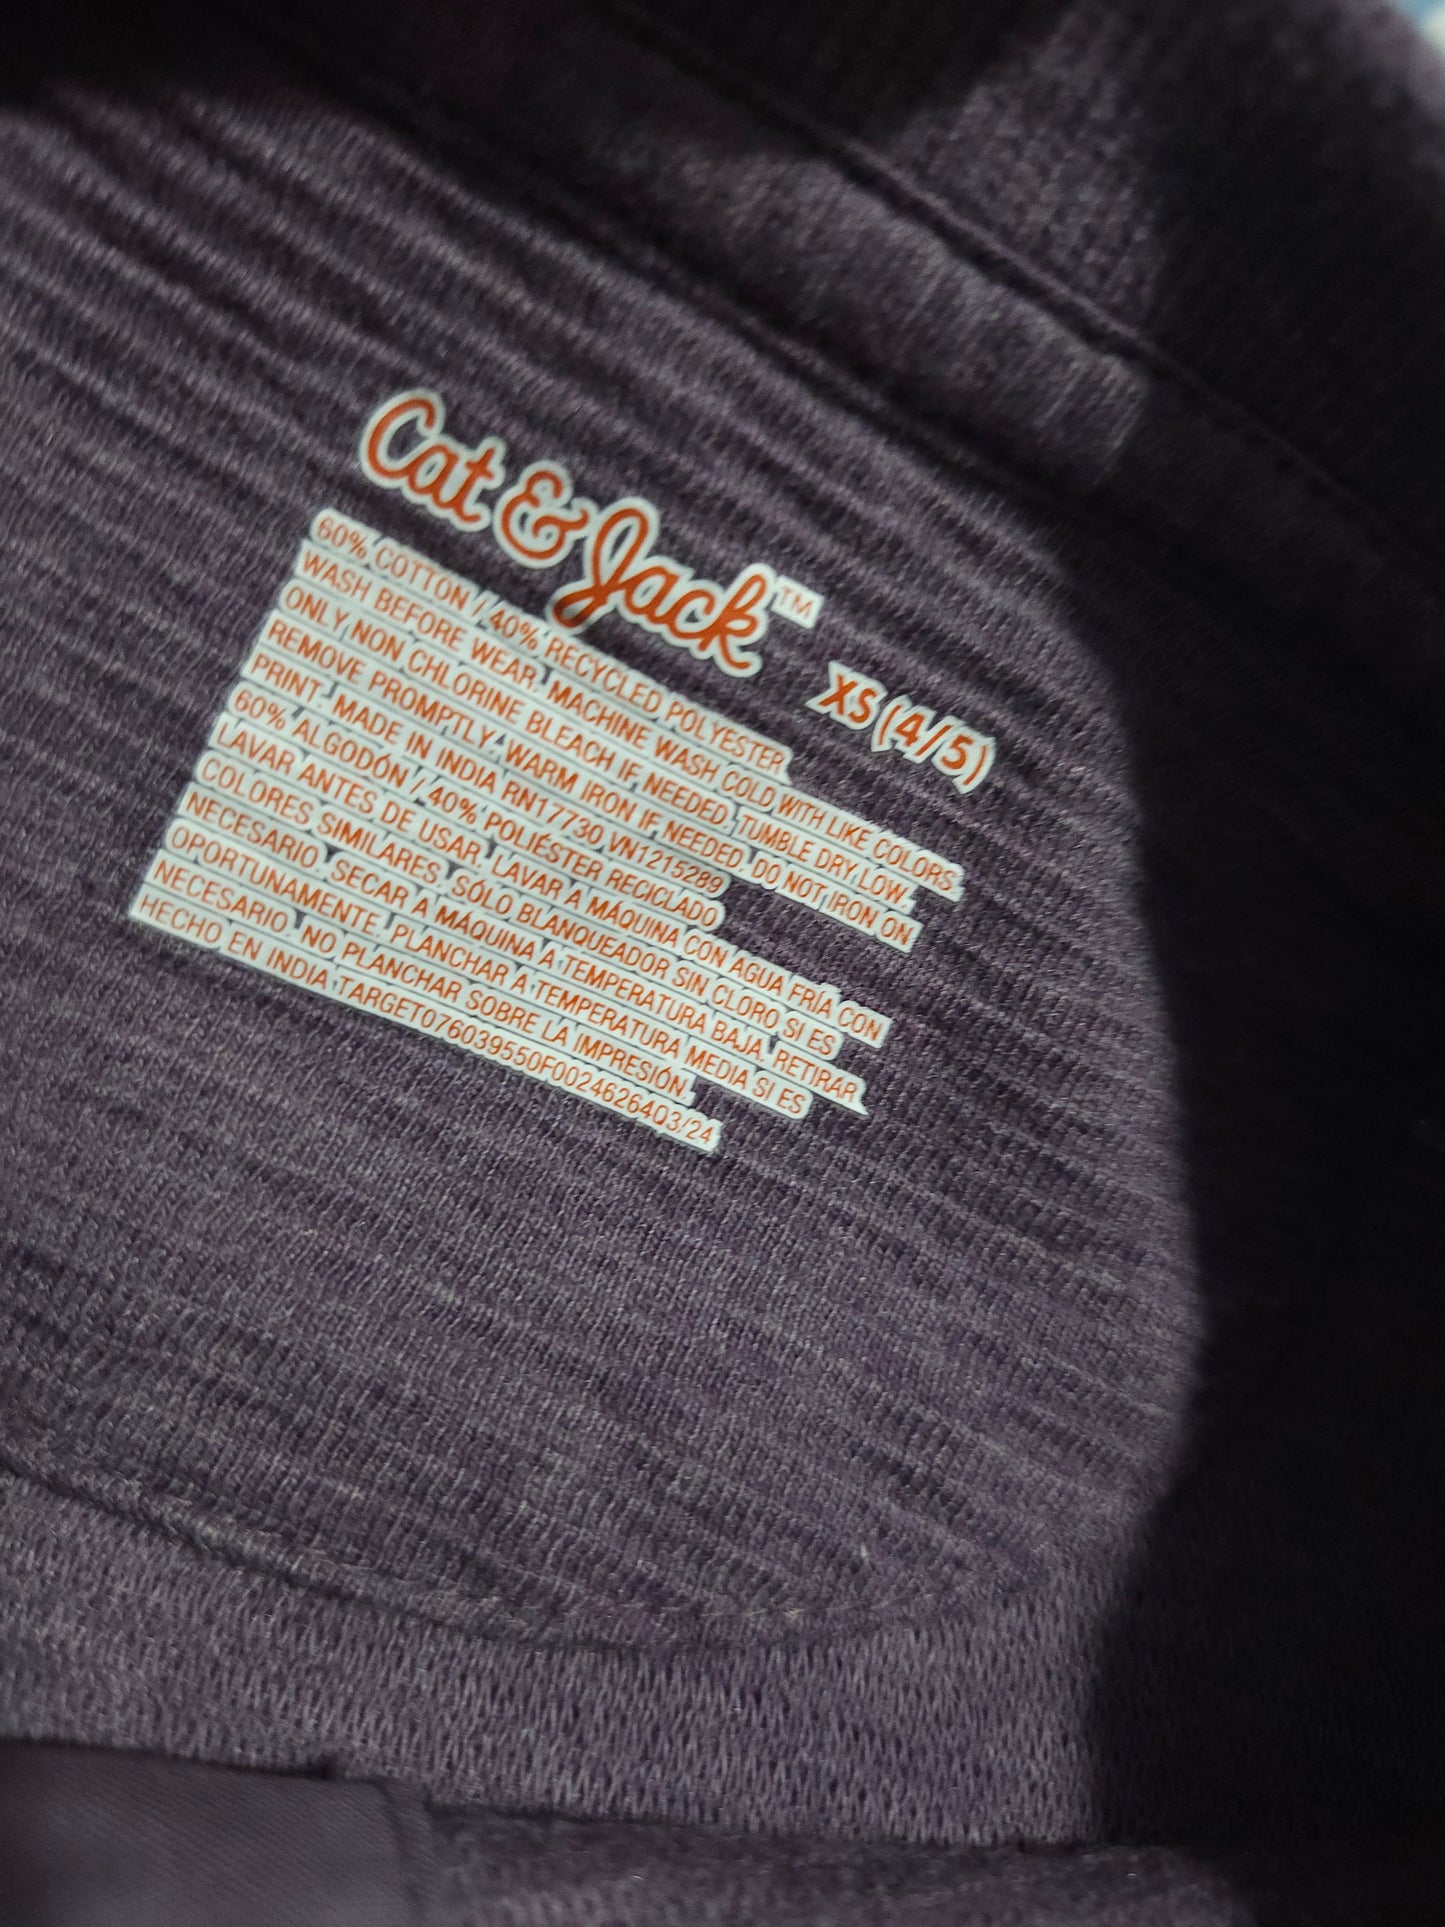 Cat & Jack™
XS (4/5)
60% COTTON / 40% RECYCLED POLYESTER
WASH BEFORE WEAR. MACHINE WASH COLD WITH LIKE COLORS.
ONLY NON CHLORINE BLEACH IF NEEDED. TUMBLE DRY LOW.
REMOVE PROMPTLY. WARM IRON IF NEEDED. DO NOT IRON ON
PRINT. MADE IN INDIA RN17730 VN1215289
60% ALGODÓN / 40% POLIÉSTER RECICLADO
LAVAR ANTES DE USAR. LAVAR A MÁQUINA CON AGUA FRÍA CON
COLORES SIMILARES. SÓLO BLANQUEADOR SIN CLORO SI ES
NECESARIO. SECAR A MÁQUINA A TEMPERATURA BAJA. RETIRAR
OPORTUNAMENTE. PLANCHAR A TEMPERATURA MEDIA SI ES
NECESARIO. NO PLANCHAR SOBRE LA IMPRESIÓN.
HECHO EN INDIA TARGET076039550F0024626403/24